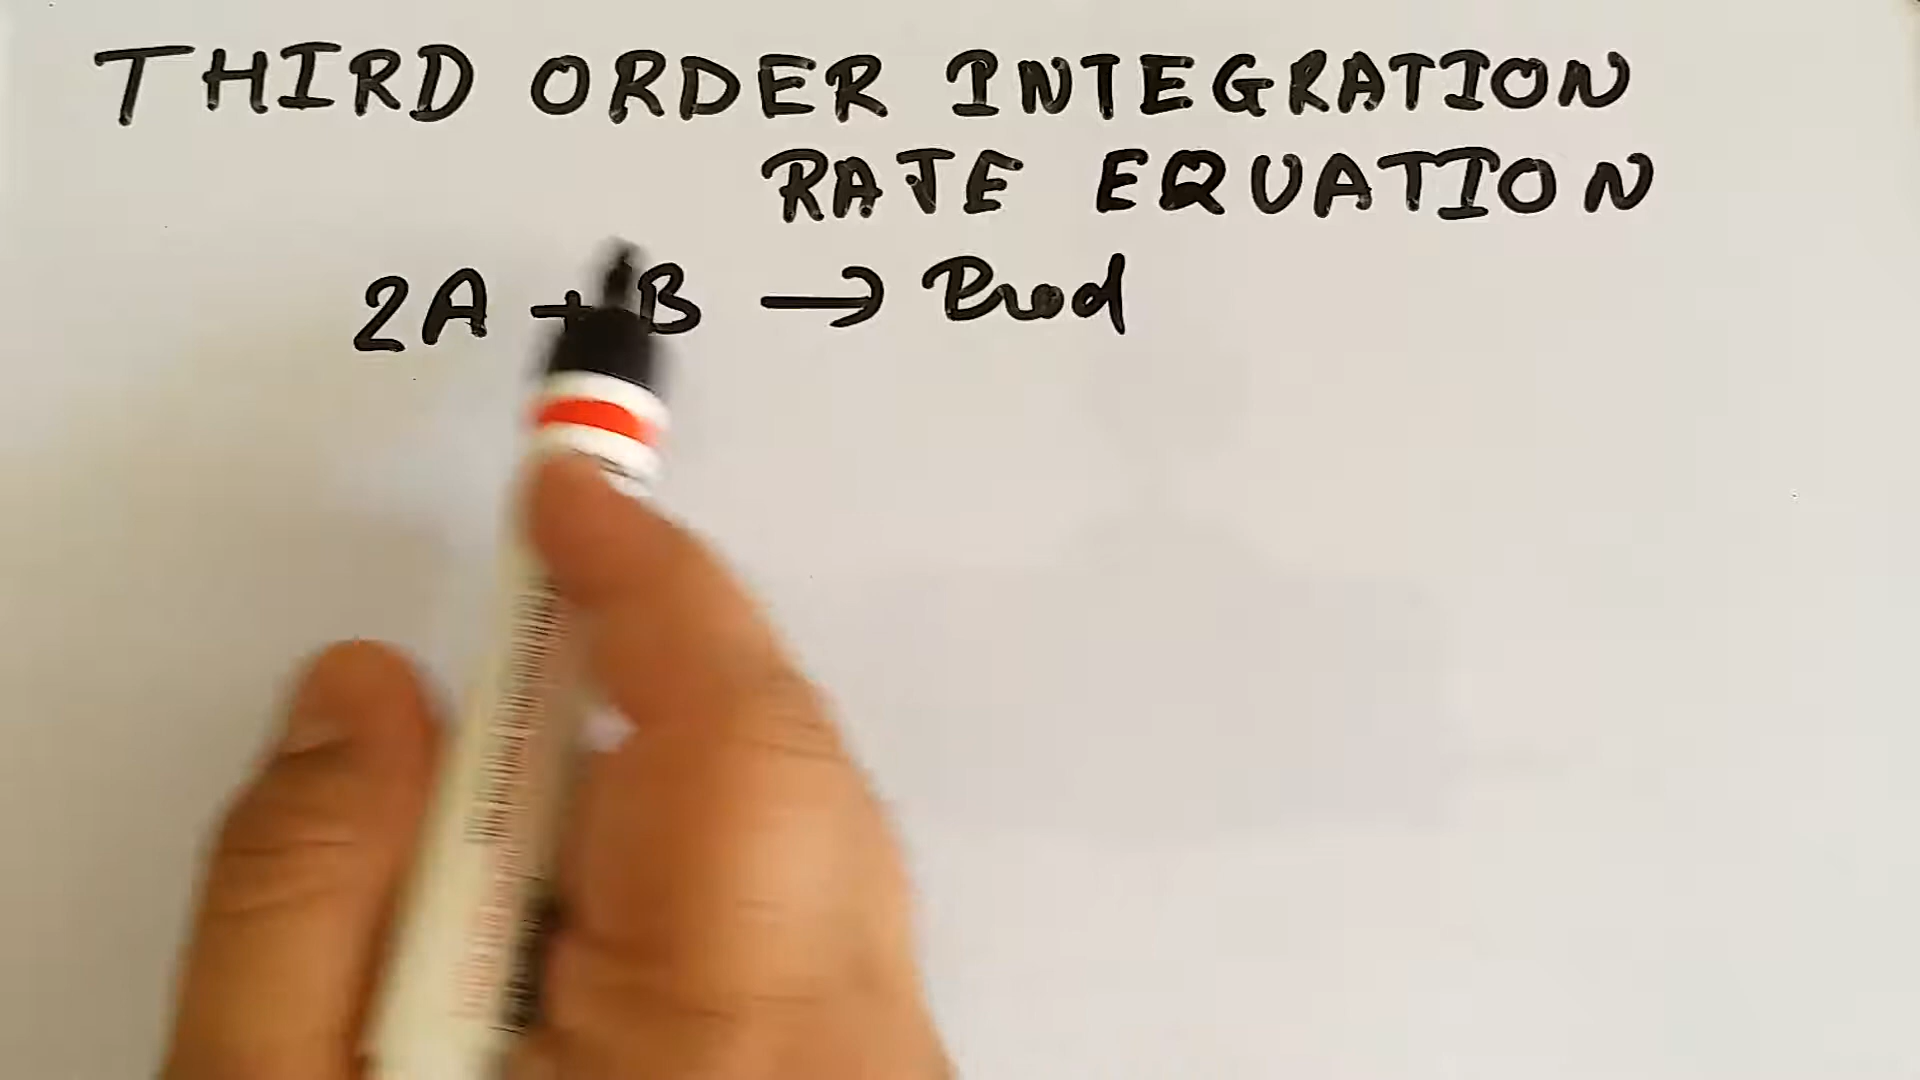 THIRD ORDER INTEGRATION
RATE EQUATION
2A + B → Prod